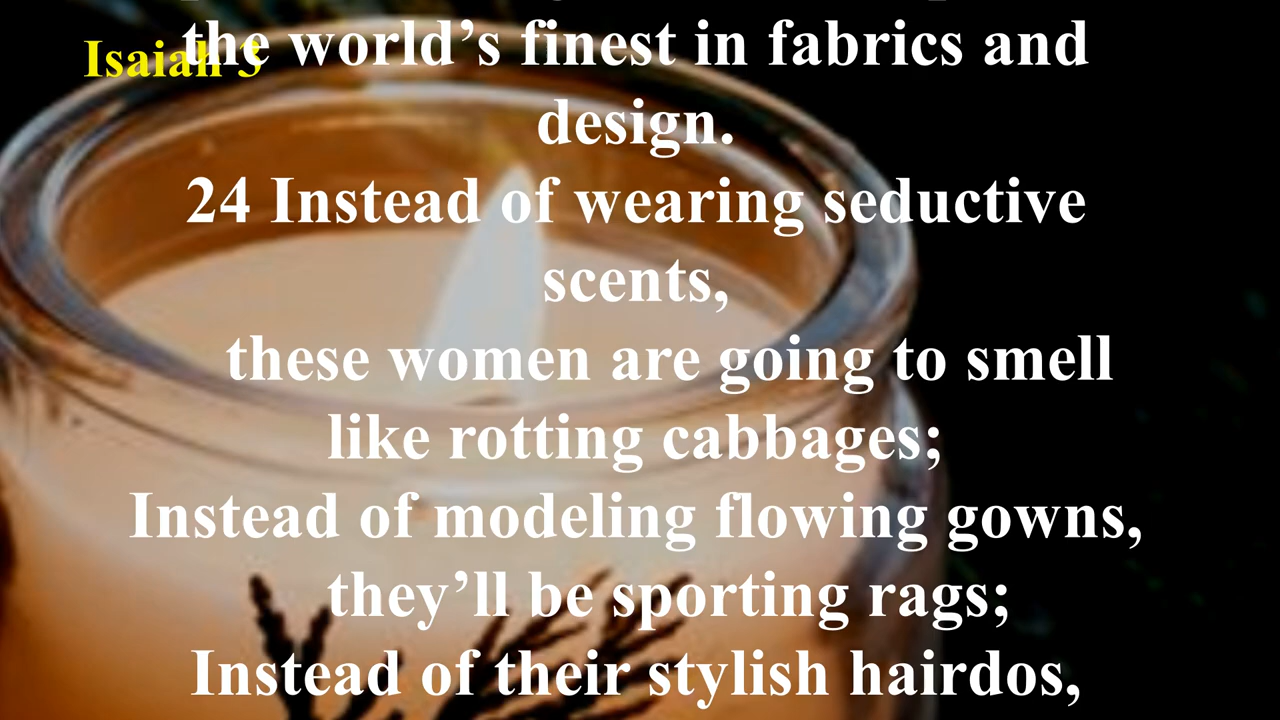 Isaiah 3
the world’s finest in fabrics and
design.
24 Instead of wearing seductive
scents,
these women are going to smell
like rotting cabbages;
Instead of modeling flowing gowns,
they’ll be sporting rags;
Instead of their stylish hairdos,